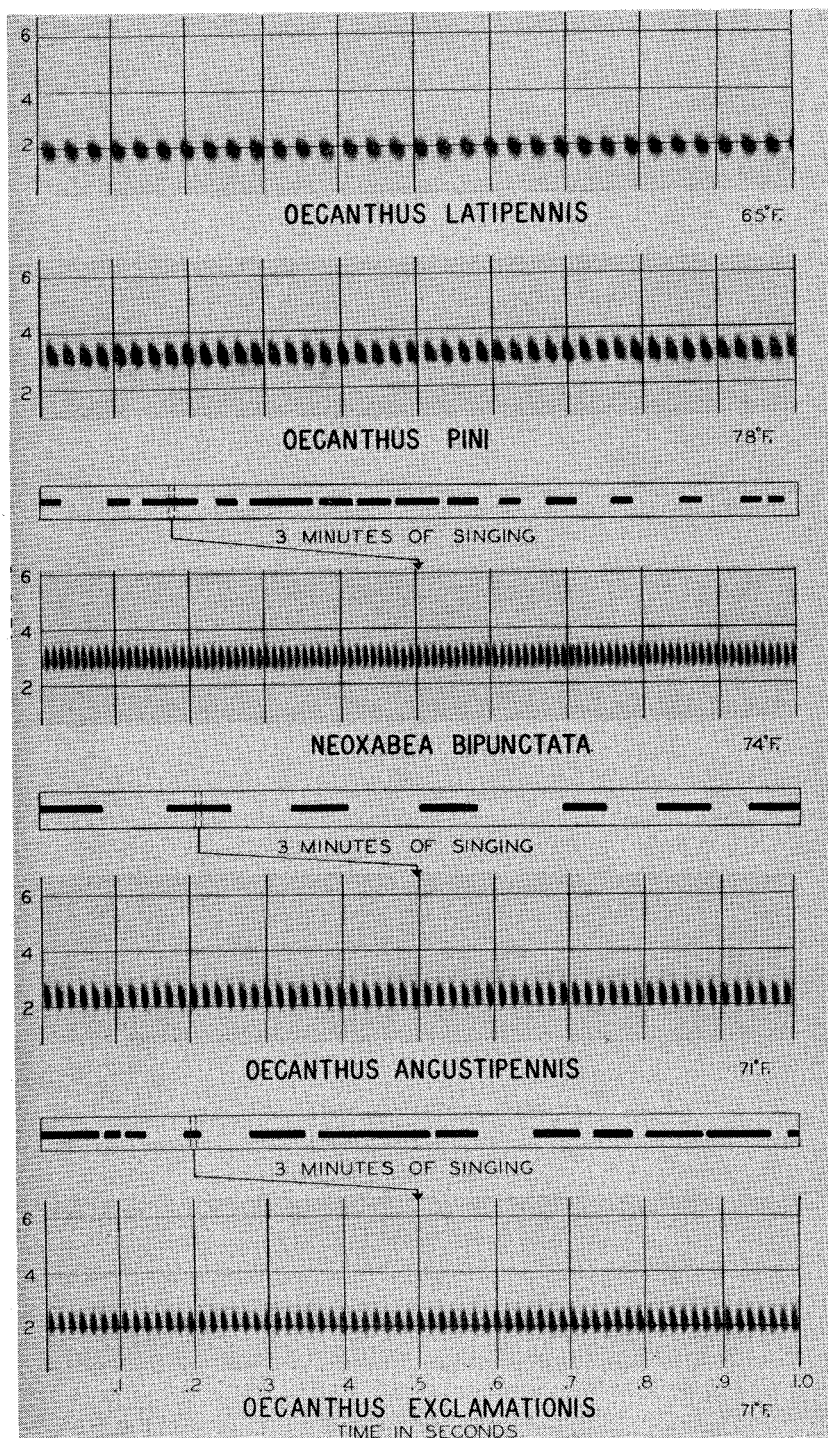 6
4
2
OECANTHUS LATIPENNIS 65°F.
6
4
2
OECANTHUS PINI 78°F.
3 MINUTES OF SINGING
6
4
2
NEOXABEA BIPUNCTATA. 74°F.
3 MINUTES OF SINGING
6
4
2
OECANTHUS ANGUSTIPENNIS 71°F.
3 MINUTES OF SINGING
6
4
2
.1 .2 .3 .4 .5 .6 .7 .8 .9 1.0
OECANTHUS EXCLAMATIONIS 71°F.
TIME IN SECONDS